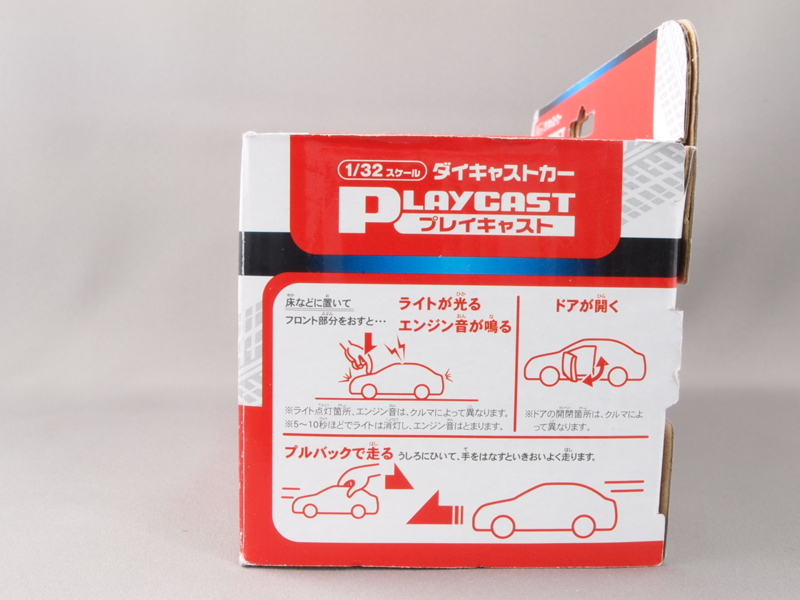 1/32 スケール ダイキャストカー
PLAYCAST
プレイキャスト
床などに置いて
フロント部分をおすと…
ライトが光る
エンジン音が鳴る
※ライト点灯箇所、エンジン音は、クルマによって異なります。
※5〜10秒ほどでライトは消灯し、エンジン音はとまります。
ドアが開く
※ドアの開閉箇所は、クルマによ
って異なります。
プルバックで走る うしろにひいて、手をはなすといきおいよく走ります。